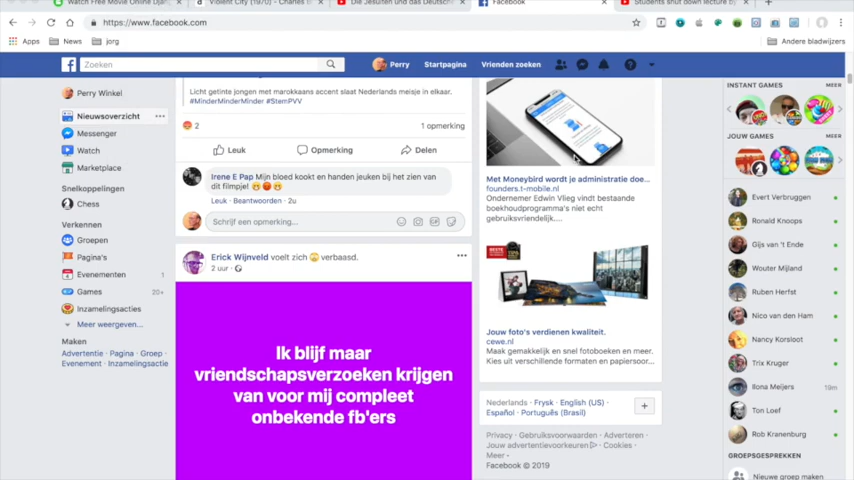 Watch Free Movie Online Djan
Violent City (1970) - Charles B
Die Jesuiten und das Deutsche
Facebook
Students shut down lecture by
https://www.facebook.com
Apps
News
jorg
Andere bladwijzers
Zoeken
Perry
Startpagina
Vrienden zoeken
Perry Winkel
Nieuwsoverzicht
Messenger
Watch
Marketplace
Snelkoppelingen
Chess
Verkennen
Groepen
Pagina's
Evenementen 1
Games 20+
Inzamelingsacties
Meer weergeven...
Maken
Advertentie · Pagina · Groep ·
Evenement · Inzamelingsactie
Licht getinte jongen met marokkaans accent slaat Nederlands meisje in elkaar.
#MinderMinderMinder #StemPVV
2
1 opmerking
Leuk
Opmerking
Delen
Irene E Pap Mijn bloed kookt en handen jeuken bij het zien van
dit filmpje!
Leuk · Beantwoorden · 2u
Schrijf een opmerking...
GIF
Erick Wijnveld voelt zich verbaasd.
2 uur ·
Ik blijf maar
vriendschapsverzoeken krijgen
van voor mij compleet
onbekende fb'ers
Met Moneybird wordt je administratie doe...
founders.t-mobile.nl
Ondernemer Edwin Vlieg vindt bestaande
boekhoudprogramma's niet echt
gebruiksvriendelijk....
Jouw foto's verdienen kwaliteit.
cewe.nl
Maak gemakkelijk en snel fotoboeken en meer.
Kies uit verschillende formaten en papiersoor...
Nederlands · Frysk · English (US) ·
Español · Português (Brasil)
Privacy · Gebruiksvoorwaarden · Adverteren ·
Jouw advertentievoorkeuren · Cookies ·
Meer
Facebook © 2019
INSTANT GAMES MEER
JOUW GAMES MEER
Evert Verbruggen
Ronald Knoops
Gijs van 't Ende
Wouter Mijland
Ruben Herfst
Nico van den Ham
Nancy Korsloot
Trix Kruger
Ilona Meijers 19m
Ton Loef
Rob Kranenburg
GROEPSGESPREKKEN
Nieuwe groep maken